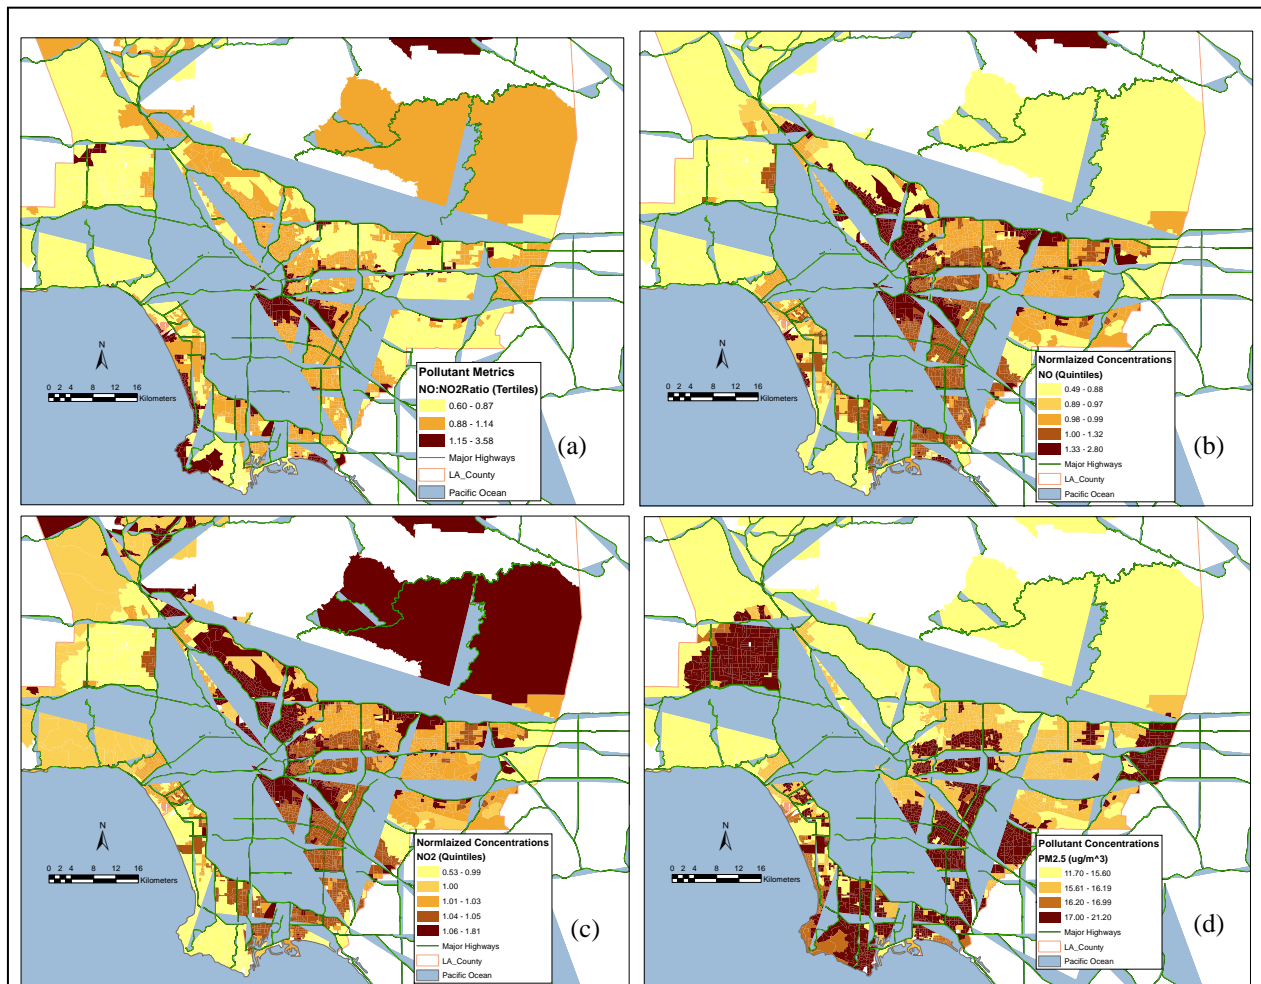 N
0 2 4 8 12 16
Kilometers
Pollutant Metrics
NO:NO2Ratio (Tertiles)
0.60 - 0.87
0.88 - 1.14
1.15 - 3.58
Major Highways
LA_County
Pacific Ocean
(a)
N
0 2 4 8 12 16
Kilometers
Normlaized Concentrations
NO (Quintiles)
0.49 - 0.88
0.89 - 0.97
0.98 - 0.99
1.00 - 1.32
1.33 - 2.80
Major Highways
LA_County
Pacific Ocean
(b)
N
0 2 4 8 12 16
Kilometers
Normlaized Concentrations
NO2 (Quintiles)
0.53 - 0.99
1.00
1.01 - 1.03
1.04 - 1.05
1.06 - 1.81
Major Highways
LA_County
Pacific Ocean
(c)
N
0 2 4 8 12 16
Kilometers
Pollutant Concentrations
PM2.5 (ug/m^3)
11.70 - 15.60
15.61 - 16.19
16.20 - 16.99
17.00 - 21.20
Major Highways
LA_County
Pacific Ocean
(d)